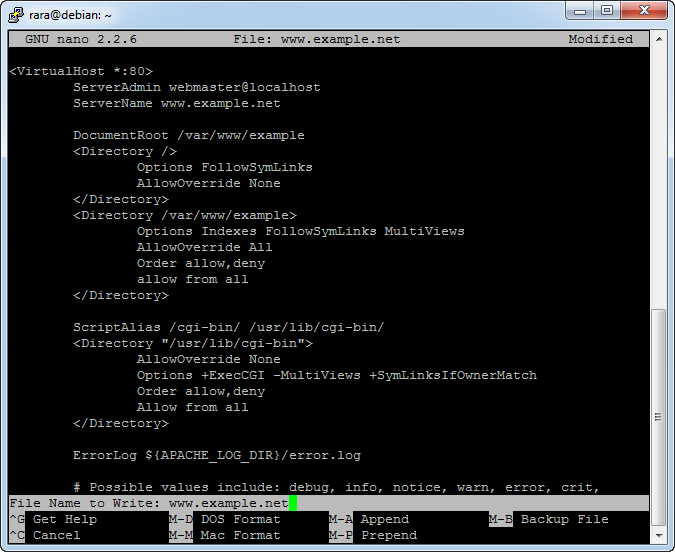 rara@debian: ~
GNU nano 2.2.6 File: www.example.net Modified
<VirtualHost *:80>
ServerAdmin webmaster@localhost
ServerName www.example.net
DocumentRoot /var/www/example
<Directory />
Options FollowSymLinks
AllowOverride None
</Directory>
<Directory /var/www/example>
Options Indexes FollowSymLinks MultiViews
AllowOverride All
Order allow,deny
allow from all
</Directory>
ScriptAlias /cgi-bin/ /usr/lib/cgi-bin/
<Directory "/usr/lib/cgi-bin">
AllowOverride None
Options +ExecCGI -MultiViews +SymLinksIfOwnerMatch
Order allow,deny
Allow from all
</Directory>
ErrorLog ${APACHE_LOG_DIR}/error.log
# Possible values include: debug, info, notice, warn, error, crit,
File Name to Write: www.example.net
^G Get Help M-D DOS Format M-A Append M-B Backup File
^C Cancel M-M Mac Format M-P Prepend